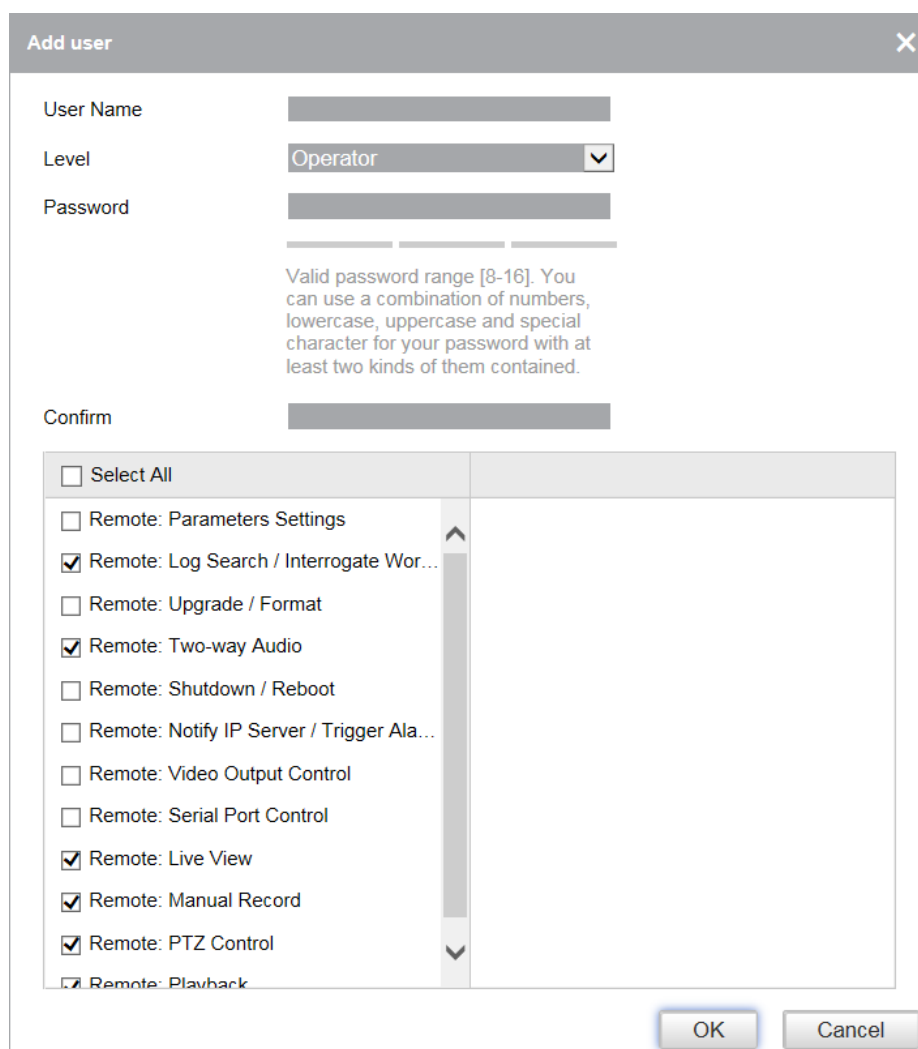 Add user
User Name
Level
Operator
Password
Valid password range [8-16]. You
can use a combination of numbers,
lowercase, uppercase and special
character for your password with at
least two kinds of them contained.
Confirm
Select All
Remote: Parameters Settings
Remote: Log Search / Interrogate Wor...
Remote: Upgrade / Format
Remote: Two-way Audio
Remote: Shutdown / Reboot
Remote: Notify IP Server / Trigger Ala...
Remote: Video Output Control
Remote: Serial Port Control
Remote: Live View
Remote: Manual Record
Remote: PTZ Control
Remote: Playback
OK
Cancel